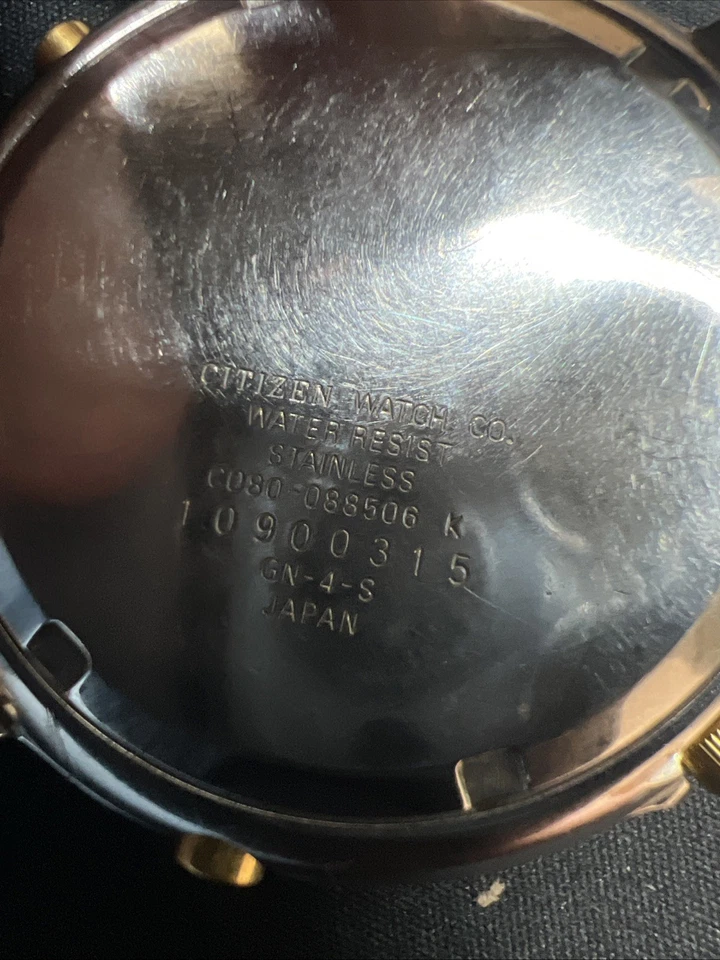 CITIZEN WATCH CO.
WATER RESIST
STAINLESS
C080-088506 K
10900315
GN-4-S
JAPAN